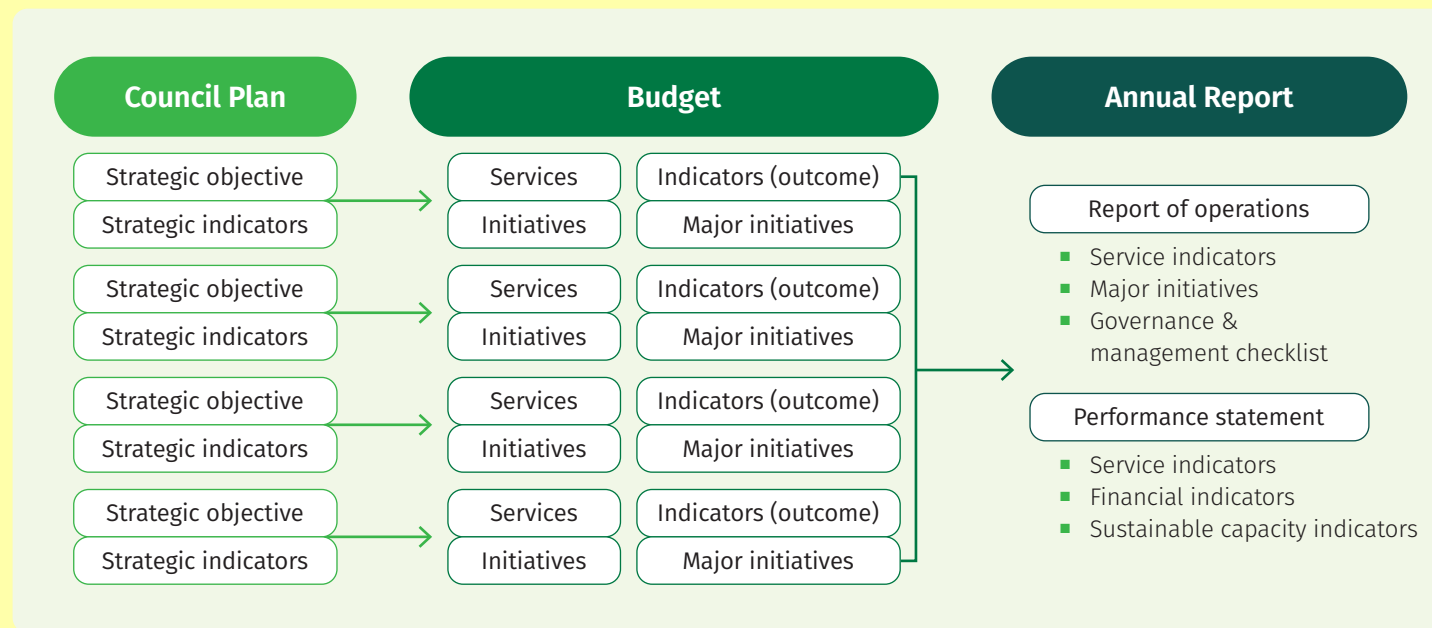 Council Plan
Budget
Annual Report
Strategic objective
Strategic indicators
Services
Indicators (outcome)
Initiatives
Major initiatives
Strategic objective
Strategic indicators
Services
Indicators (outcome)
Initiatives
Major initiatives
Strategic objective
Strategic indicators
Services
Indicators (outcome)
Initiatives
Major initiatives
Strategic objective
Strategic indicators
Services
Indicators (outcome)
Initiatives
Major initiatives
Report of operations
Service indicators
Major initiatives
Governance &
management checklist
Performance statement
Service indicators
Financial indicators
Sustainable capacity indicators